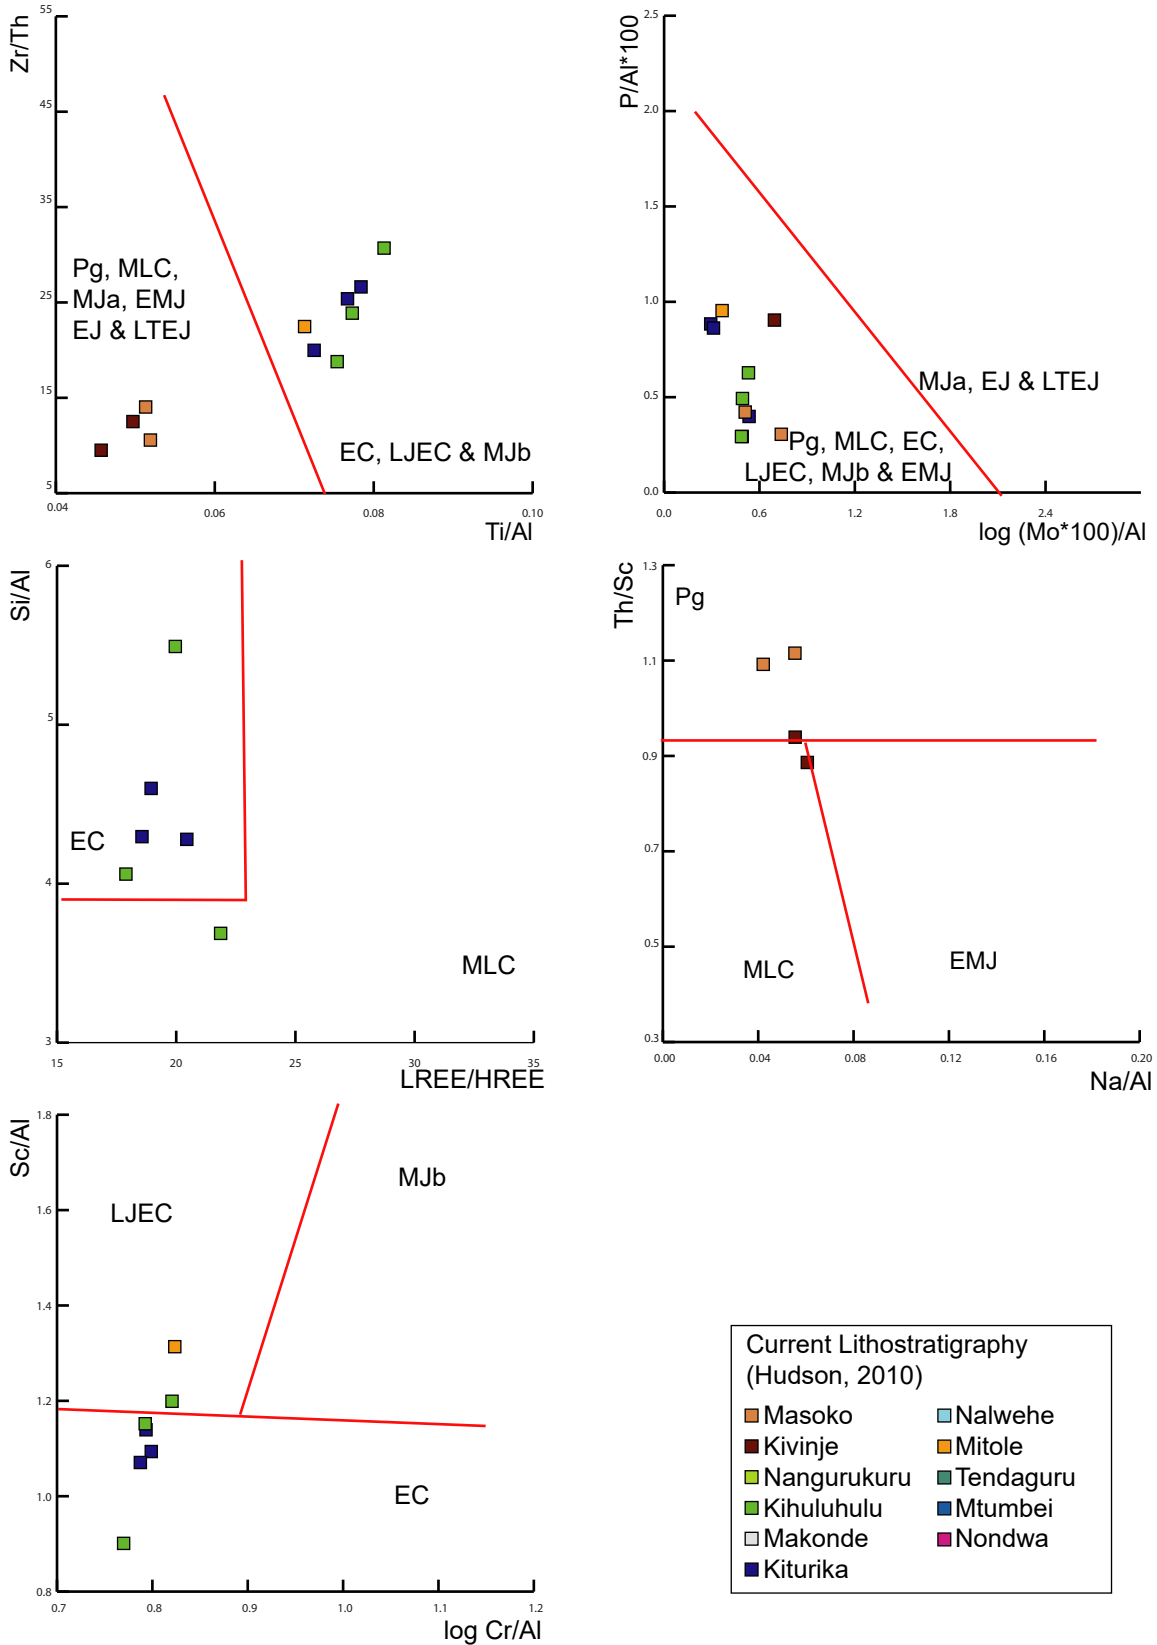 Zr/Th
55
45
35
25
15
5
Pg, MLC,
MJa, EMJ
EJ & LTEJ
EC, LJEC & MJb
0.04
0.06
0.08
0.10
Ti/Al
P/Al*100
2.5
2.0
1.5
1.0
0.5
0.0
MJa, EJ & LTEJ
Pg, MLC, EC,
LJEC, MJb & EMJ
0.0
0.6
1.2
1.8
2.4
log (Mo*100)/Al
Si/Al
6
5
4
3
EC
MLC
15
20
25
30
35
LREE/HREE
Th/Sc
1.3
1.1
0.9
0.7
0.5
0.3
Pg
MLC
EMJ
0.00
0.04
0.08
0.12
0.16
0.20
Na/Al
Sc/Al
1.8
1.6
1.4
1.2
1.0
0.8
LJEC
MJb
EC
0.7
0.8
0.9
1.0
1.1
1.2
log Cr/Al
Current Lithostratigraphy
(Hudson, 2010)
Masoko
Kivinje
Nangurukuru
Kihuluhulu
Makonde
Kiturika
Nalwehe
Mitole
Tendaguru
Mtumbei
Nondwa